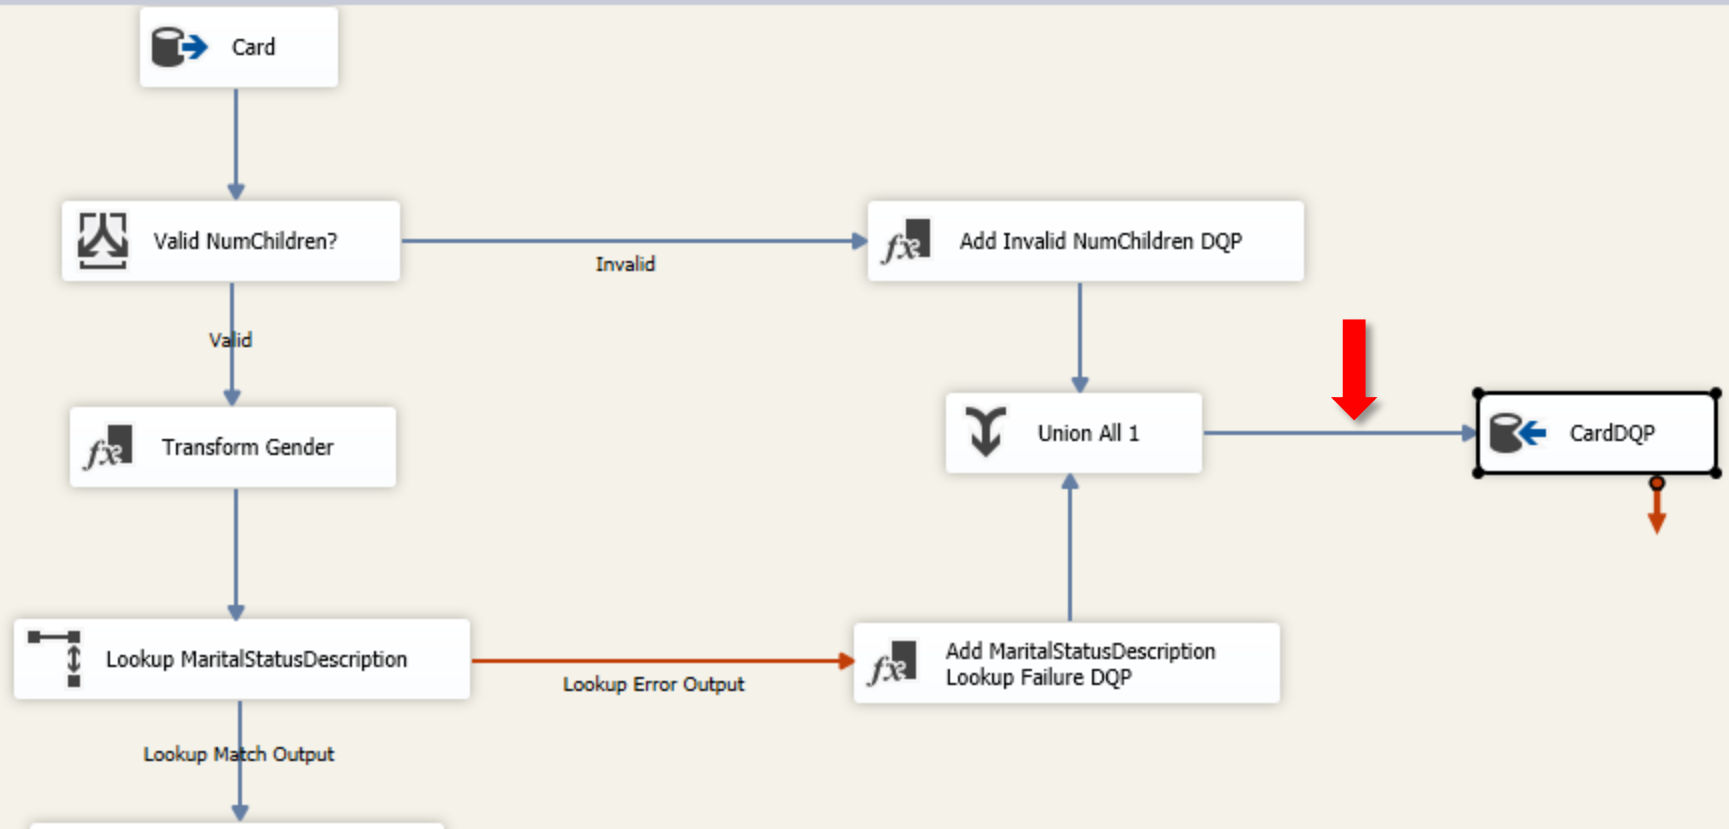 Card
Valid NumChildren?
Invalid
Add Invalid NumChildren DQP
Valid
Transform Gender
Union All 1
CardDQP
Lookup MaritalStatusDescription
Lookup Error Output
Add MaritalStatusDescription
Lookup Failure DQP
Lookup Match Output